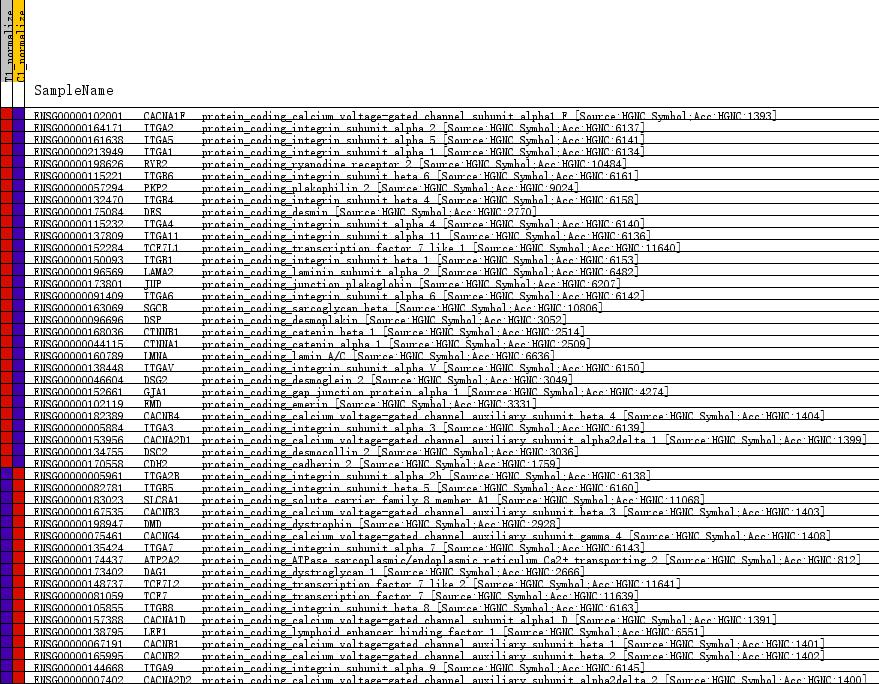 T1_normalize
C1_normalize
SampleName
ENSG00000102001 CACNA1F protein_coding_calcium voltage-gated channel subunit alpha1 F [Source:HGNC Symbol;Acc:HGNC:1393]
ENSG00000164171 ITGA2 protein_coding_integrin subunit alpha 2 [Source:HGNC Symbol;Acc:HGNC:6137]
ENSG00000161638 ITGA5 protein_coding_integrin subunit alpha 5 [Source:HGNC Symbol;Acc:HGNC:6141]
ENSG00000213949 ITGA1 protein_coding_integrin subunit alpha 1 [Source:HGNC Symbol;Acc:HGNC:6134]
ENSG00000198626 RYR2 protein_coding_ryanodine receptor 2 [Source:HGNC Symbol;Acc:HGNC:10484]
ENSG00000115221 ITGB6 protein_coding_integrin subunit beta 6 [Source:HGNC Symbol;Acc:HGNC:6161]
ENSG00000057294 PKP2 protein_coding_plakophilin 2 [Source:HGNC Symbol;Acc:HGNC:9024]
ENSG00000132470 ITGB4 protein_coding_integrin subunit beta 4 [Source:HGNC Symbol;Acc:HGNC:6158]
ENSG00000175084 DES protein_coding_desmin [Source:HGNC Symbol;Acc:HGNC:2770]
ENSG00000115232 ITGA4 protein_coding_integrin subunit alpha 4 [Source:HGNC Symbol;Acc:HGNC:6140]
ENSG00000137809 ITGA11 protein_coding_integrin subunit alpha 11 [Source:HGNC Symbol;Acc:HGNC:6136]
ENSG00000152284 TCF7L1 protein_coding_transcription factor 7 like 1 [Source:HGNC Symbol;Acc:HGNC:11640]
ENSG00000150093 ITGB1 protein_coding_integrin subunit beta 1 [Source:HGNC Symbol;Acc:HGNC:6153]
ENSG00000196569 LAMA2 protein_coding_laminin subunit alpha 2 [Source:HGNC Symbol;Acc:HGNC:6482]
ENSG00000173801 JUP protein_coding_junction plakoglobin [Source:HGNC Symbol;Acc:HGNC:6207]
ENSG00000091409 ITGA6 protein_coding_integrin subunit alpha 6 [Source:HGNC Symbol;Acc:HGNC:6142]
ENSG00000163069 SGCB protein_coding_sarcoglycan beta [Source:HGNC Symbol;Acc:HGNC:10806]
ENSG00000096696 DSP protein_coding_desmoplakin [Source:HGNC Symbol;Acc:HGNC:3052]
ENSG00000168036 CTNNB1 protein_coding_catenin beta 1 [Source:HGNC Symbol;Acc:HGNC:2514]
ENSG00000044115 CTNNA1 protein_coding_catenin alpha 1 [Source:HGNC Symbol;Acc:HGNC:2509]
ENSG00000160789 LMNA protein_coding_lamin A/C [Source:HGNC Symbol;Acc:HGNC:6636]
ENSG00000138448 ITGAV protein_coding_integrin subunit alpha V [Source:HGNC Symbol;Acc:HGNC:6150]
ENSG00000046604 DSG2 protein_coding_desmoglein 2 [Source:HGNC Symbol;Acc:HGNC:3049]
ENSG00000152661 GJA1 protein_coding_gap junction protein alpha 1 [Source:HGNC Symbol;Acc:HGNC:4274]
ENSG00000102119 EMD protein_coding_emerin [Source:HGNC Symbol;Acc:HGNC:3331]
ENSG00000182389 CACNB4 protein_coding_calcium voltage-gated channel auxiliary subunit beta 4 [Source:HGNC Symbol;Acc:HGNC:1404]
ENSG00000005884 ITGA3 protein_coding_integrin subunit alpha 3 [Source:HGNC Symbol;Acc:HGNC:6139]
ENSG00000153956 CACNA2D1 protein_coding_calcium voltage-gated channel auxiliary subunit alpha2delta 1 [Source:HGNC Symbol;Acc:HGNC:1399]
ENSG00000134755 DSC2 protein_coding_desmocollin 2 [Source:HGNC Symbol;Acc:HGNC:3036]
ENSG00000170558 CDH2 protein_coding_cadherin 2 [Source:HGNC Symbol;Acc:HGNC:1759]
ENSG00000005961 ITGA2B protein_coding_integrin subunit alpha 2b [Source:HGNC Symbol;Acc:HGNC:6138]
ENSG00000082781 ITGB5 protein_coding_integrin subunit beta 5 [Source:HGNC Symbol;Acc:HGNC:6160]
ENSG00000183023 SLC8A1 protein_coding_solute carrier family 8 member A1 [Source:HGNC Symbol;Acc:HGNC:11068]
ENSG00000167535 CACNB3 protein_coding_calcium voltage-gated channel auxiliary subunit beta 3 [Source:HGNC Symbol;Acc:HGNC:1403]
ENSG00000198947 DMD protein_coding_dystrophin [Source:HGNC Symbol;Acc:HGNC:2928]
ENSG00000075461 CACNG4 protein_coding_calcium voltage-gated channel auxiliary subunit gamma 4 [Source:HGNC Symbol;Acc:HGNC:1408]
ENSG00000135424 ITGA7 protein_coding_integrin subunit alpha 7 [Source:HGNC Symbol;Acc:HGNC:6143]
ENSG00000174437 ATP2A2 protein_coding_ATPase sarcoplasmic/endoplasmic reticulum Ca2+ transporting 2 [Source:HGNC Symbol;Acc:HGNC:812]
ENSG00000173402 DAG1 protein_coding_dystroglycan 1 [Source:HGNC Symbol;Acc:HGNC:2666]
ENSG00000148737 TCF7L2 protein_coding_transcription factor 7 like 2 [Source:HGNC Symbol;Acc:HGNC:11641]
ENSG00000081059 TCF7 protein_coding_transcription factor 7 [Source:HGNC Symbol;Acc:HGNC:11639]
ENSG00000105855 ITGB8 protein_coding_integrin subunit beta 8 [Source:HGNC Symbol;Acc:HGNC:6163]
ENSG00000157388 CACNA1D protein_coding_calcium voltage-gated channel subunit alpha1 D [Source:HGNC Symbol;Acc:HGNC:1391]
ENSG00000138795 LEF1 protein_coding_lymphoid enhancer binding factor 1 [Source:HGNC Symbol;Acc:HGNC:6551]
ENSG00000067191 CACNB1 protein_coding_calcium voltage-gated channel auxiliary subunit beta 1 [Source:HGNC Symbol;Acc:HGNC:1401]
ENSG00000165995 CACNB2 protein_coding_calcium voltage-gated channel auxiliary subunit beta 2 [Source:HGNC Symbol;Acc:HGNC:1402]
ENSG00000144668 ITGA9 protein_coding_integrin subunit alpha 9 [Source:HGNC Symbol;Acc:HGNC:6145]
ENSG00000007402 CACNA2D2 protein_coding_calcium voltage-gated channel auxiliary subunit alpha2delta 2 [Source:HGNC Symbol;Acc:HGNC:1400]